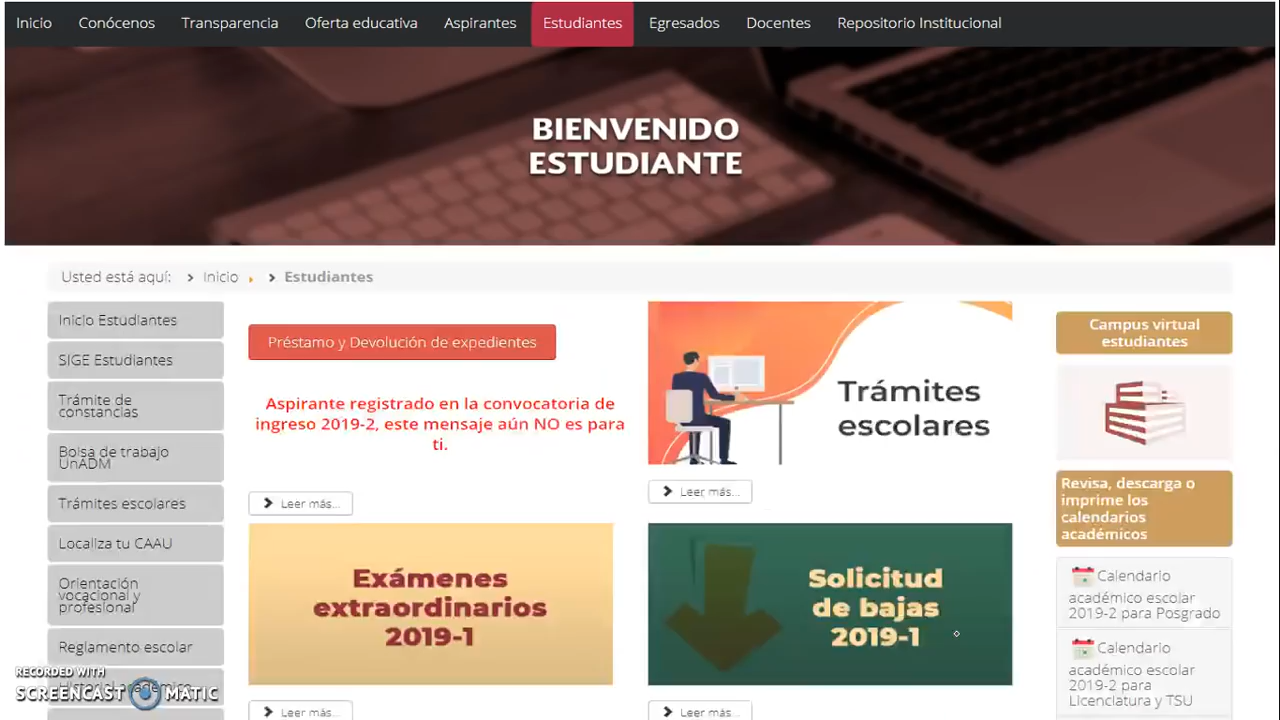 Inicio Conócenos Transparencia Oferta educativa Aspirantes Estudiantes Egresados Docentes Repositorio Institucional
BIENVENIDO
ESTUDIANTE
Usted está aquí: Inicio Estudiantes
Inicio Estudiantes
SIGE Estudiantes
Trámite de
constancias
Bolsa de trabajo
UnADM
Trámites escolares
Localiza tu CAAU
Orientación
vocacional y
profesional
Reglamento escolar
Préstamo y Devolución de expedientes
Aspirante registrado en la convocatoria de
ingreso 2019-2, este mensaje aún NO es para
ti.
Leer más...
Trámites
escolares
Leer más...
Exámenes
extraordinarios
2019-1
Leer más...
Solicitud
de bajas
2019-1
Leer más...
Campus virtual
estudiantes
Revisa, descarga o
imprime los
calendarios
académicos
Calendario
académico escolar
2019-2 para Posgrado
Calendario
académico escolar
2019-2 para
Licenciatura y TSU
RECORDED WITH
SCREENCAST MATIC